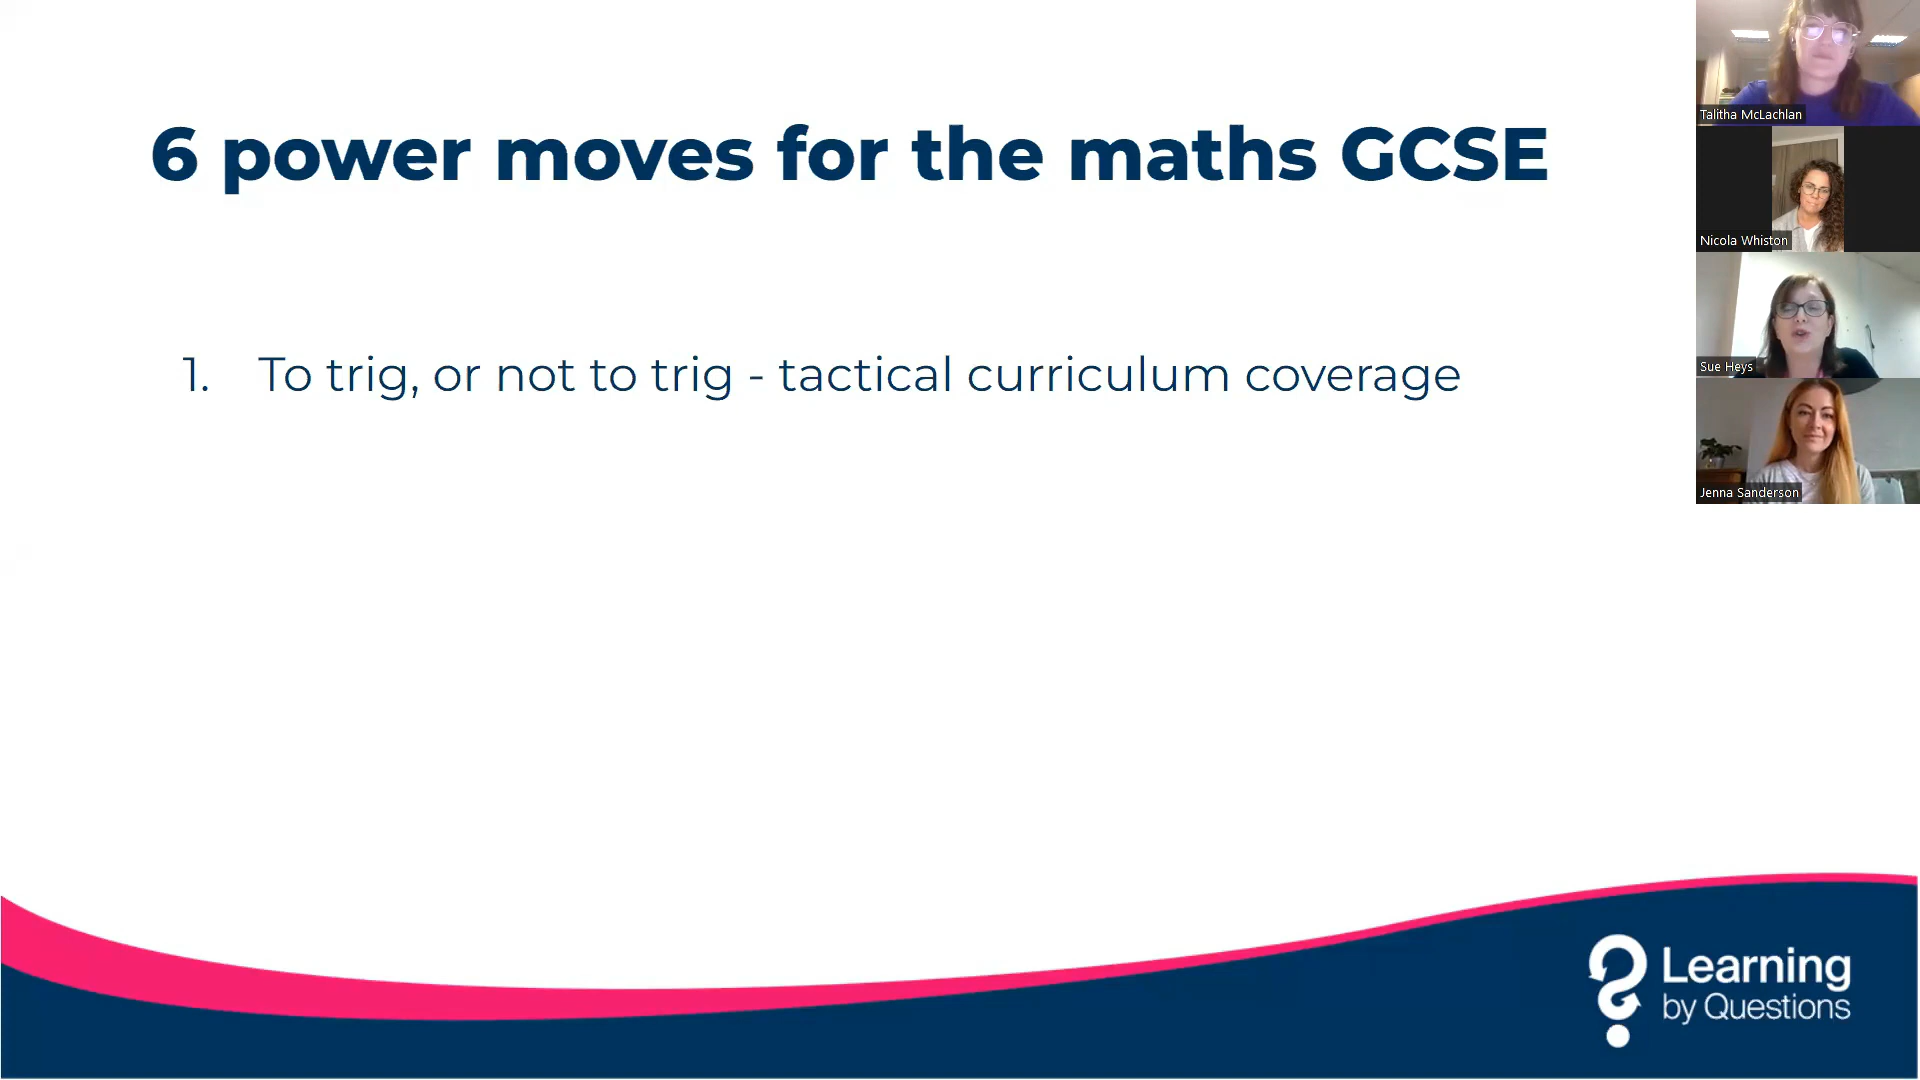 6 power moves for the maths GCSE
1. To trig, or not to trig - tactical curriculum coverage
Talitha McLachlan
Nicola Whiston
Sue Heys
Jenna Sanderson
Learning
by Questions